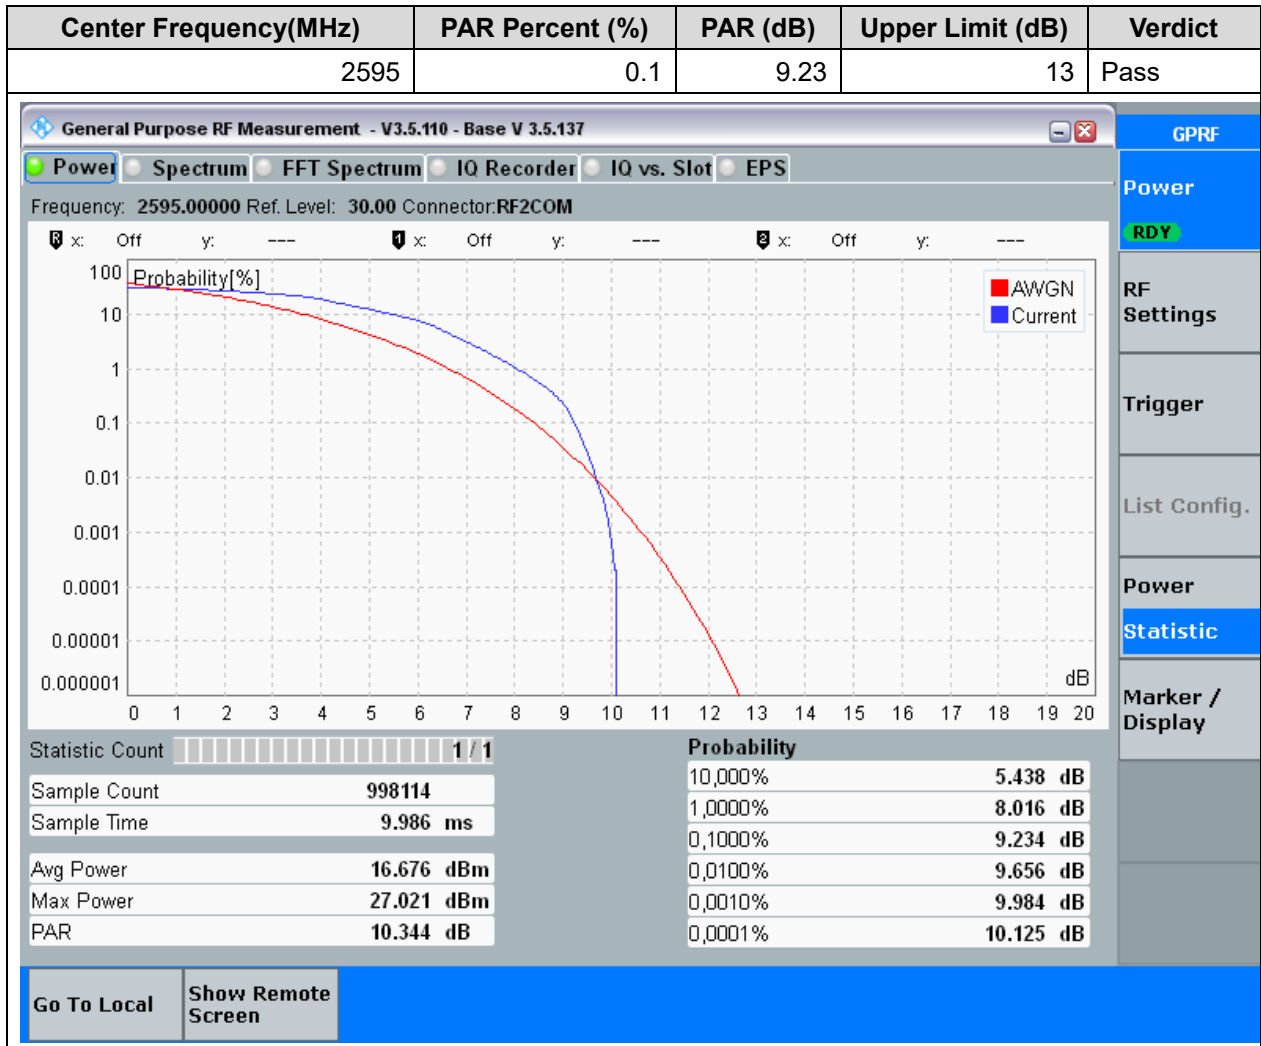 Center Frequency(MHz) PAR Percent (%) PAR (dB) Upper Limit (dB) Verdict
2595 0.1 9.23 13 Pass
General Purpose RF Measurement - V3.5.110 - Base V 3.5.137
GPRF
Power Spectrum FFT Spectrum IQ Recorder IQ vs. Slot EPS
Power
RDY
Frequency: 2595.00000 Ref. Level: 30.00 Connector:RF2COM
R x: Off y: --- 1 x: Off y: --- 2 x: Off y: ---
Probability[%]
AWGN
Current
100
10
1
0.1
0.01
0.001
0.0001
0.00001
0.000001
dB
0 1 2 3 4 5 6 7 8 9 10 11 12 13 14 15 16 17 18 19 20
RF
Settings
Trigger
List Config.
Power
Statistic
Marker /
Display
Statistic Count 1 / 1
Sample Count 998114
Sample Time 9.986 ms
Avg Power 16.676 dBm
Max Power 27.021 dBm
PAR 10.344 dB
Probability
10,000% 5.438 dB
1,0000% 8.016 dB
0,1000% 9.234 dB
0,0100% 9.656 dB
0,0010% 9.984 dB
0,0001% 10.125 dB
Go To Local
Show Remote
Screen